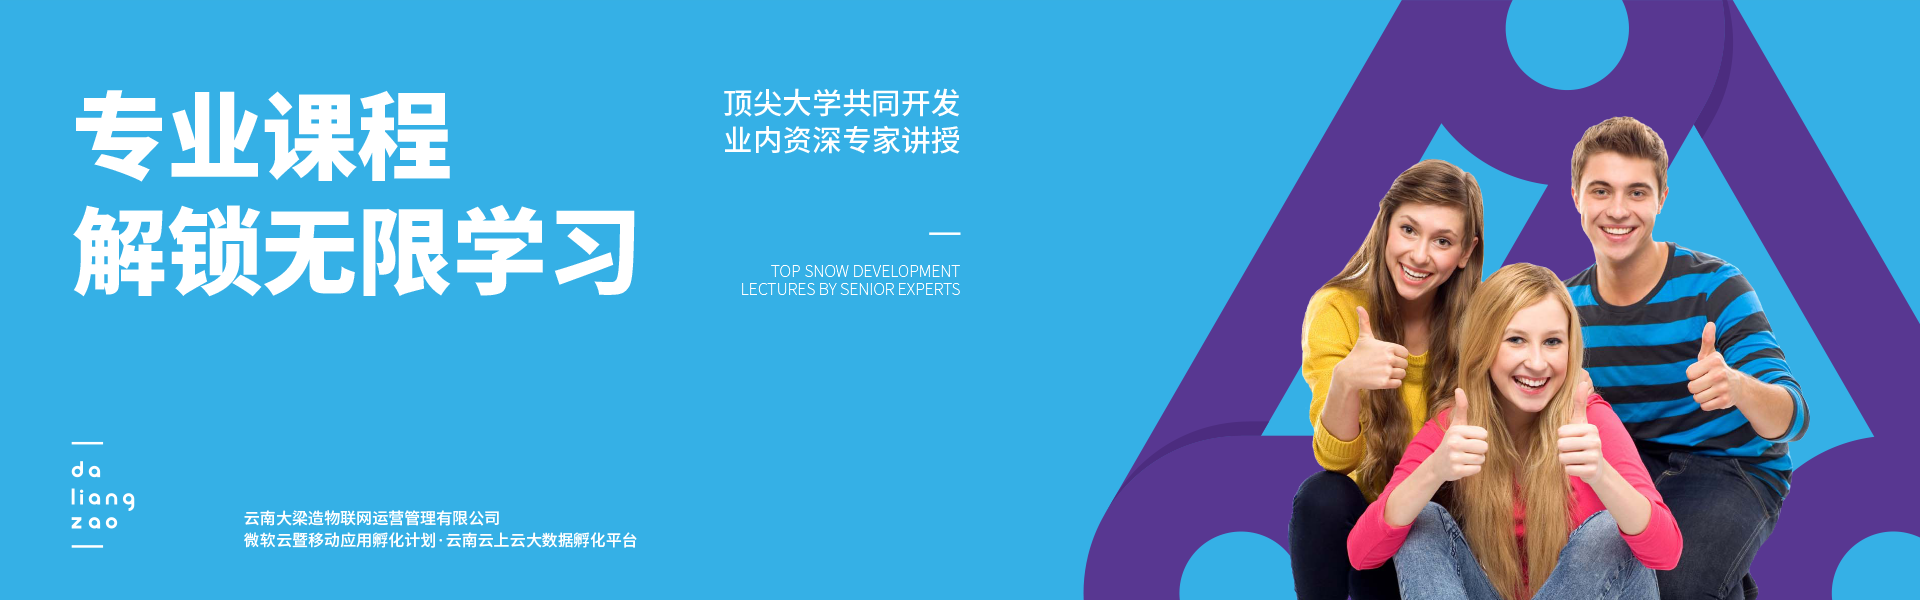 专业课程
解锁无限学习
顶尖大学共同开发
业内资深专家讲授
TOP SNOW DEVELOPMENT
LECTURES BY SENIOR EXPERTS
da
liang
zao
云南大梁造物联网运营管理有限公司
微软云暨移动应用孵化计划·云南云上云大数据孵化平台